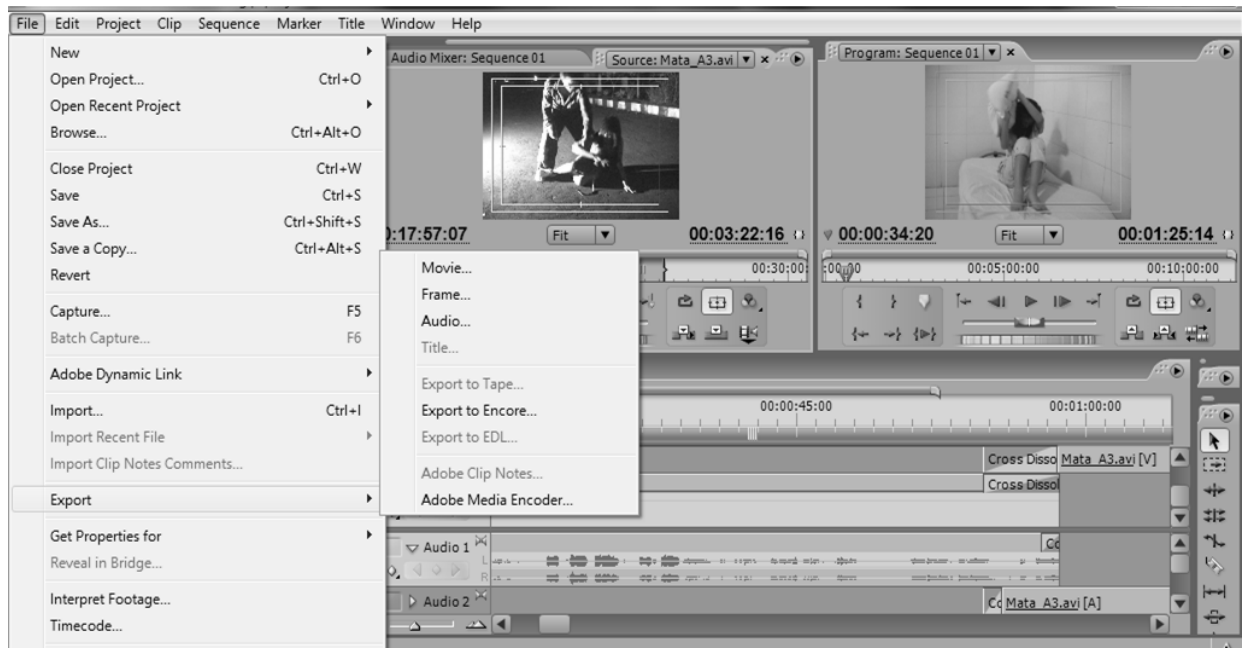 File Edit Project Clip Sequence Marker Title Window Help
New
Open Project... Ctrl+O
Open Recent Project
Browse... Ctrl+Alt+O
Close Project Ctrl+W
Save Ctrl+S
Save As... Ctrl+Shift+S
Save a Copy... Ctrl+Alt+S
Revert
Capture... F5
Batch Capture... F6
Adobe Dynamic Link
Import... Ctrl+I
Import Recent File
Import Clip Notes Comments...
Export
Get Properties for
Reveal in Bridge...
Interpret Footage...
Timecode...
Movie...
Frame...
Audio...
Title...
Export to Tape...
Export to Encore...
Export to EDL...
Adobe Clip Notes...
Adobe Media Encoder...
Audio Mixer: Sequence 01
Source: Mata_A3.avi
:17:57:07 Fit 00:03:22:16
00:30:00:
Program: Sequence 01
00:00:34:20 Fit 00:01:25:14
:00:00 00:05:00:00 00:10:00:00
00:00:45:00 00:01:00:00
Cross Disso Mata_A3.avi [V]
Cross Dissol
Audio 1
L
R
Audio 2
Mata_A3.avi [A]